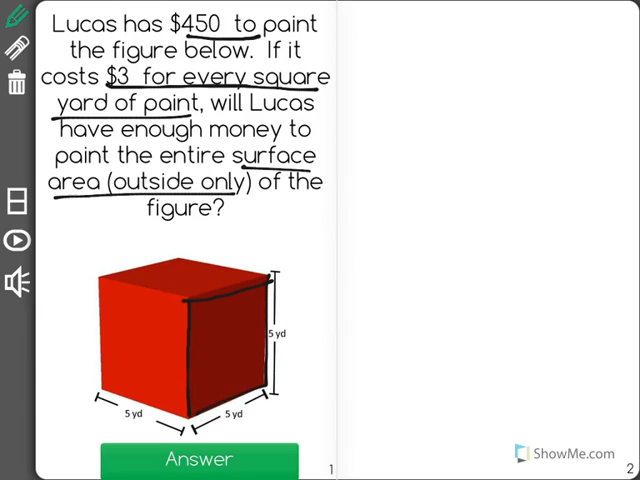 Lucas has $450 to paint
the figure below. If it
costs $3 for every square
yard of paint, will Lucas
have enough money to
paint the entire surface
area (outside only) of the
figure?
5 yd
5 yd
5 yd
Answer
1
ShowMe.com
2